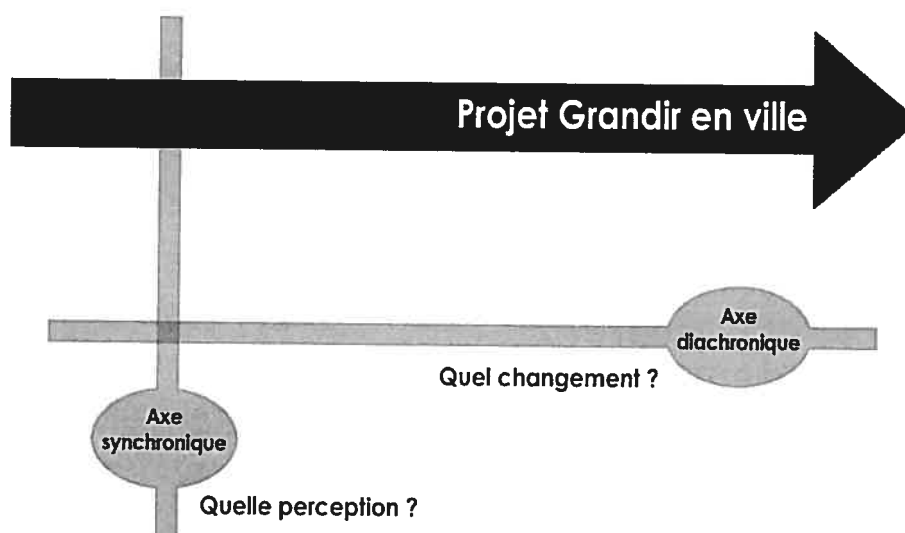 Projet Grandir en ville
Axe
diachronique
Quel changement ?
Axe
synchronique
Quelle perception ?